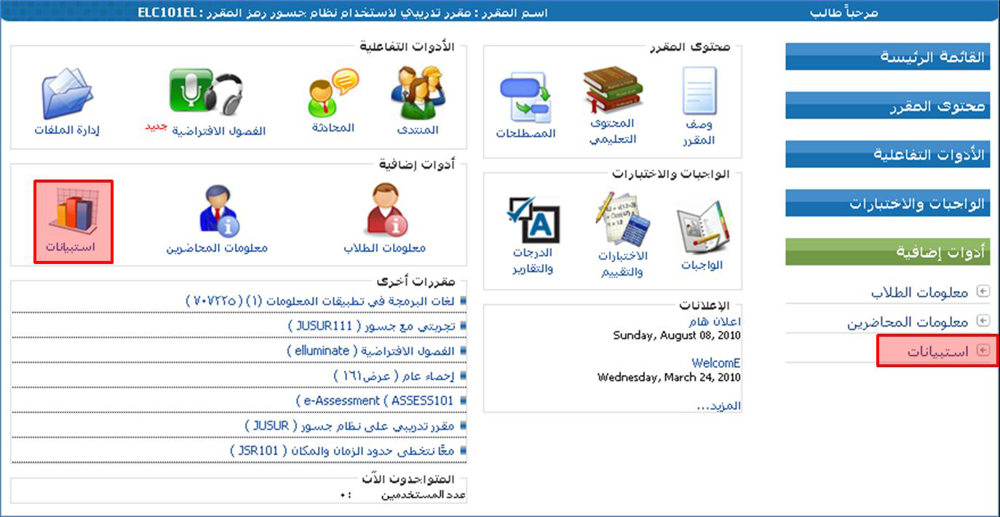 مرحباً طالب
اسم المقرر : مقرر تدريبي لاستخدام نظام جسور رمز المقرر : ELC101EL
القائمة الرئيسة
محتوى المقرر
الأدوات التفاعلية
الواجبات والاختبارات
أدوات إضافية
معلومات الطلاب
معلومات المحاضرين
استبيانات
محتوى المقرر
وصف
المقرر
المحتوى
التعليمي
المصطلحات
الواجبات والاختبارات
الواجبات
الاختبارات
والتقييم
الدرجات
والتقارير
الإعلانات
اعلان هام
Sunday, August 08, 2010
WelcomE
Wednesday, March 24, 2010
المزيد...
الأدوات التفاعلية
المنتدى
المحادثة
الفصول الافتراضية جديد
إدارة الملفات
أدوات إضافية
معلومات الطلاب
معلومات المحاضرين
استبيانات
مقررات أخرى
لغات البرمجة في تطبيقات المعلومات (١) (٧٠٧٢٢٥ )
تجربتي مع جسور ( JUSUR111 )
الفصول الافتراضية ( elluminate )
إحصاء عام ( عرض١٦١ )
e-Assessment ( ASSESS101 )
مقرر تدريبي على نظام جسور ( JUSUR )
معًا نتخطى حدود الزمان والمكان ( JSR101 )
المتواجدون الآن
عدد المستخدمين : ٠